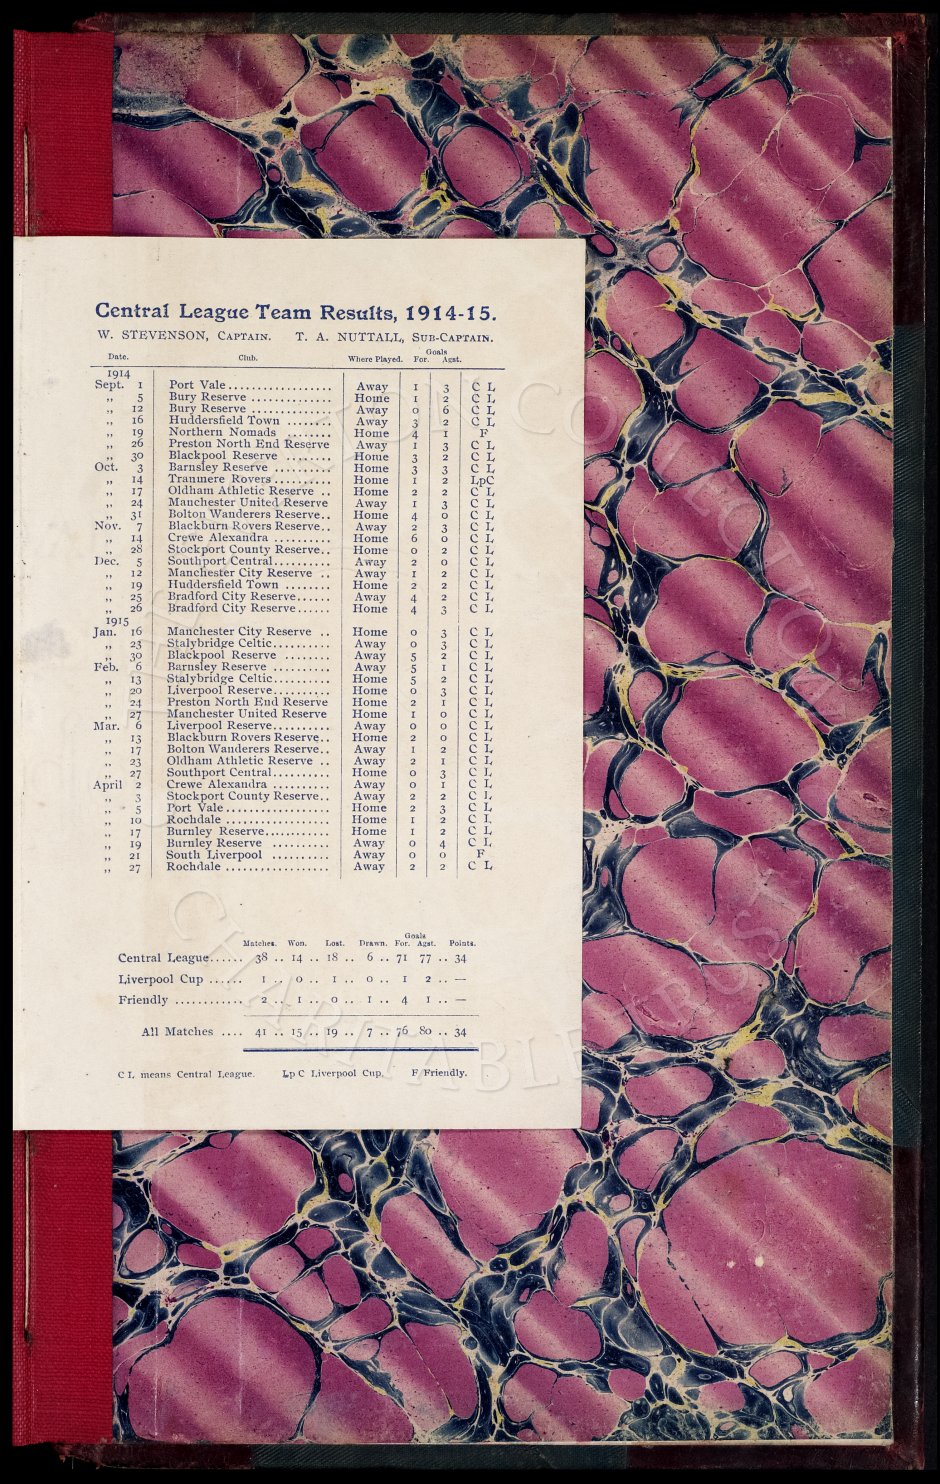 Central League Team Results, 1914-15.
W. STEVENSON, CAPTAIN. T. A. NUTTALL, SUB-CAPTAIN.
Goals
Date. Club. Where Played. For. Agst.
1914
Sept. 1 Port Vale.................. Away 1 3 C L
,, 5 Bury Reserve .............. Home 1 2 C L
,, 12 Bury Reserve .............. Away 0 6 C L
,, 16 Huddersfield Town ........ Away 3 2 C L
,, 19 Northern Nomads ........ Home 4 1 F
,, 26 Preston North End Reserve Away 1 3 C L
,, 30 Blackpool Reserve ........ Home 3 2 C L
Oct. 3 Barnsley Reserve .......... Home 3 3 C L
,, 14 Tranmere Rovers.......... Home 1 2 LpC
,, 17 Oldham Athletic Reserve .. Home 2 2 C L
,, 24 Manchester United Reserve Away 1 3 C L
,, 31 Bolton Wanderers Reserve.. Home 4 0 C L
Nov. 7 Blackburn Rovers Reserve.. Away 2 3 C L
,, 14 Crewe Alexandra .......... Home 6 0 C L
,, 28 Stockport County Reserve.. Home 0 2 C L
Dec. 5 Southport Central.......... Away 2 0 C L
,, 12 Manchester City Reserve .. Away 1 2 C L
,, 19 Huddersfield Town ........ Home 2 2 C L
,, 25 Bradford City Reserve...... Away 4 2 C L
,, 26 Bradford City Reserve...... Home 4 3 C L
1915
Jan. 16 Manchester City Reserve .. Home 0 3 C L
,, 23 Stalybridge Celtic.......... Away 0 3 C L
,, 30 Blackpool Reserve ........ Away 5 2 C L
Feb. 6 Barnsley Reserve .......... Away 5 1 C L
,, 13 Stalybridge Celtic.......... Home 5 2 C L
,, 20 Liverpool Reserve.......... Home 0 3 C L
,, 24 Preston North End Reserve Home 2 1 C L
,, 27 Manchester United Reserve Home 1 0 C L
Mar. 6 Liverpool Reserve.......... Away 0 0 C L
,, 13 Blackburn Rovers Reserve.. Home 2 0 C L
,, 17 Bolton Wanderers Reserve.. Away 1 2 C L
,, 23 Oldham Athletic Reserve .. Away 2 1 C L
,, 27 Southport Central.......... Home 0 3 C L
April 2 Crewe Alexandra .......... Away 0 1 C L
,, 3 Stockport County Reserve.. Away 2 2 C L
,, 5 Port Vale.................. Home 2 3 C L
,, 10 Rochdale .................. Home 1 2 C L
,, 17 Burnley Reserve........... Home 1 2 C L
,, 19 Burnley Reserve .......... Away 0 4 C L
,, 21 South Liverpool .......... Away 0 0 F
,, 27 Rochdale .................. Away 2 2 C L
Goals
Matches. Won. Lost. Drawn. For. Agst. Points.
Central League...... 38 .. 14 .. 18 .. 6 .. 71 77 .. 34
Liverpool Cup ...... 1 .. 0 .. 1 .. 0 .. 1 2 .. —
Friendly ............ 2 .. 1 .. 0 .. 1 .. 4 1 .. —
All Matches .... 41 .. 15 .. 19 .. 7 .. 76 80 .. 34
C L means Central League. Lp C Liverpool Cup. F Friendly.
CHARITABLE TRUST